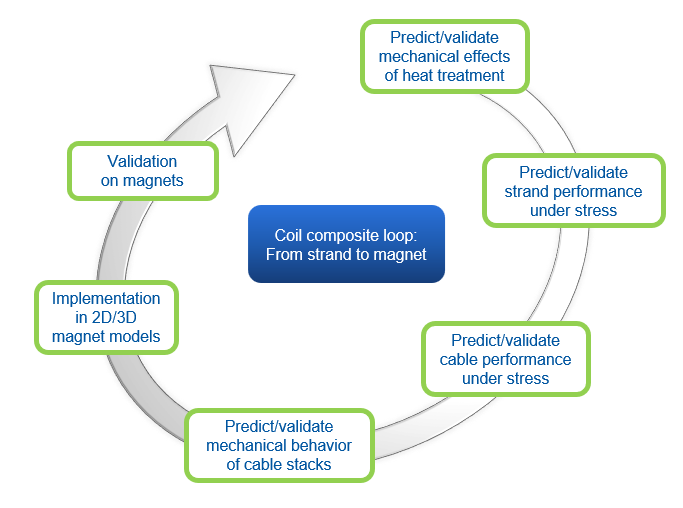 Predict/validate
mechanical effects
of heat treatment
Predict/validate
strand performance
under stress
Predict/validate
cable performance
under stress
Predict/validate
mechanical behavior
of cable stacks
Implementation
in 2D/3D
magnet models
Validation
on magnets
Coil composite loop:
From strand to magnet